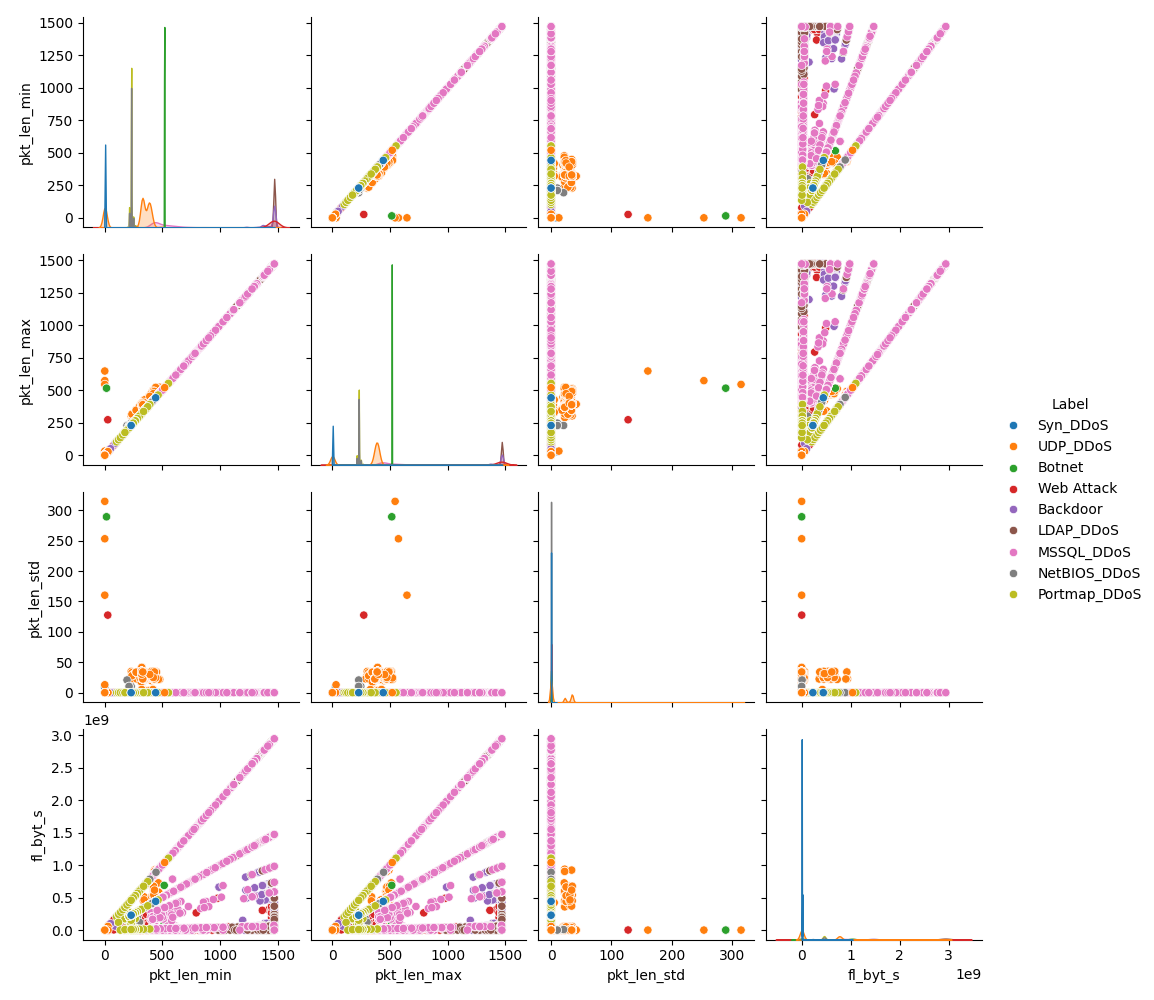 1500
1250
1000
750
500
250
0
pkt_len_min
1500
1250
1000
750
500
250
0
pkt_len_max
300
250
200
150
100
50
0
pkt_len_std
1e9
3.0
2.5
2.0
1.5
1.0
0.5
0.0
fl_byt_s
0 500 1000 1500
pkt_len_min
0 500 1000 1500
pkt_len_max
0 100 200 300
pkt_len_std
0 1 2 3
1e9
fl_byt_s
Label
Syn_DDoS
UDP_DDoS
Botnet
Web Attack
Backdoor
LDAP_DDoS
MSSQL_DDoS
NetBIOS_DDoS
Portmap_DDoS